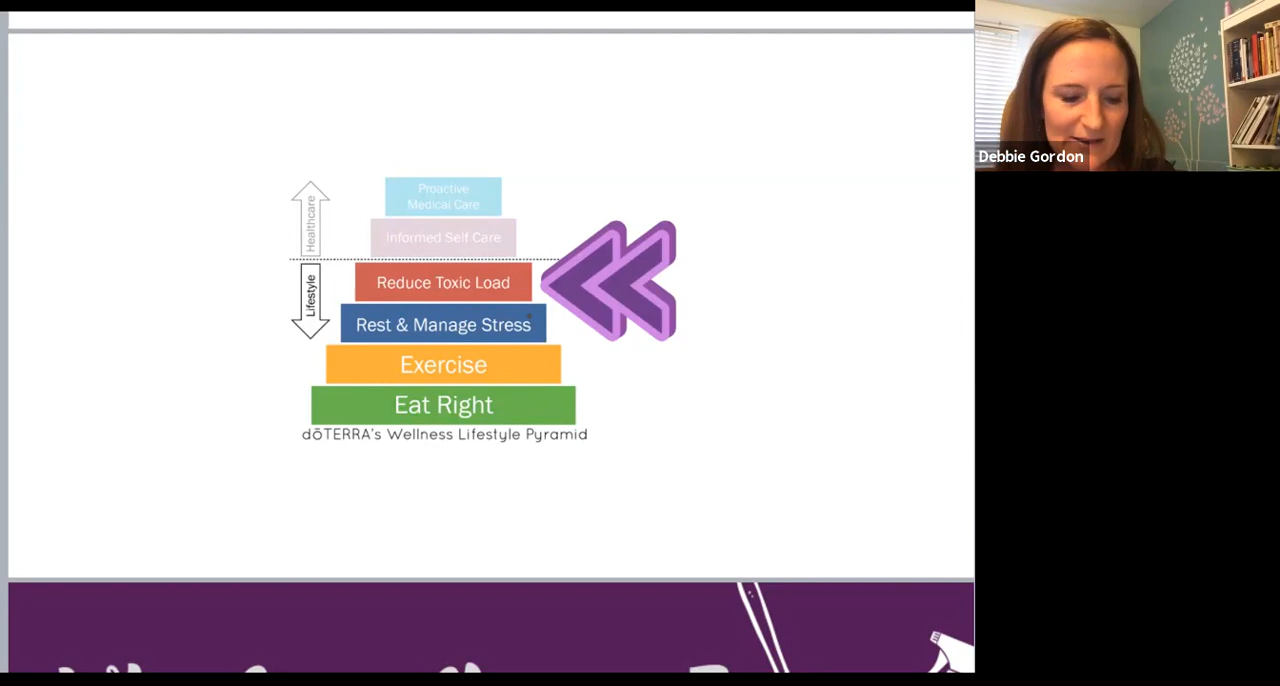 Proactive
Medical Care
Informed Self Care
Healthcare
Reduce Toxic Load
Lifestyle
Rest & Manage Stress
Exercise
Eat Right
dōTERRA's Wellness Lifestyle Pyramid
Debbie Gordon